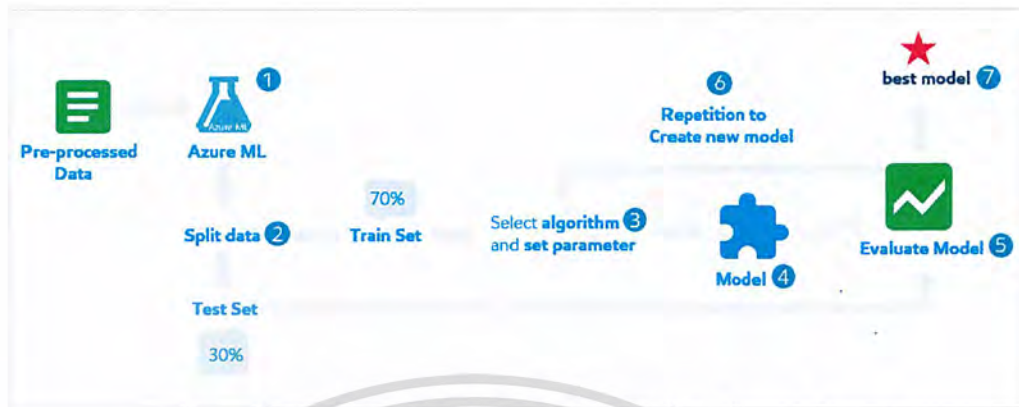 Pre-processed
Data
Azure ML
1
Azure ML
Split data 2
70%
Train Set
Test Set
30%
Select algorithm 3
and set parameter
6
Repetition to
Create new model
Model 4
best model 7
Evaluate Model 5